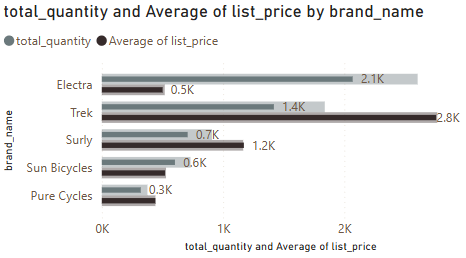 total_quantity and Average of list_price by brand_name
total_quantity Average of list_price
brand_name
Electra 2.1K
0.5K
Trek 1.4K
2.8K
Surly 0.7K
1.2K
Sun Bicycles 0.6K
Pure Cycles 0.3K
0K 1K 2K
total_quantity and Average of list_price